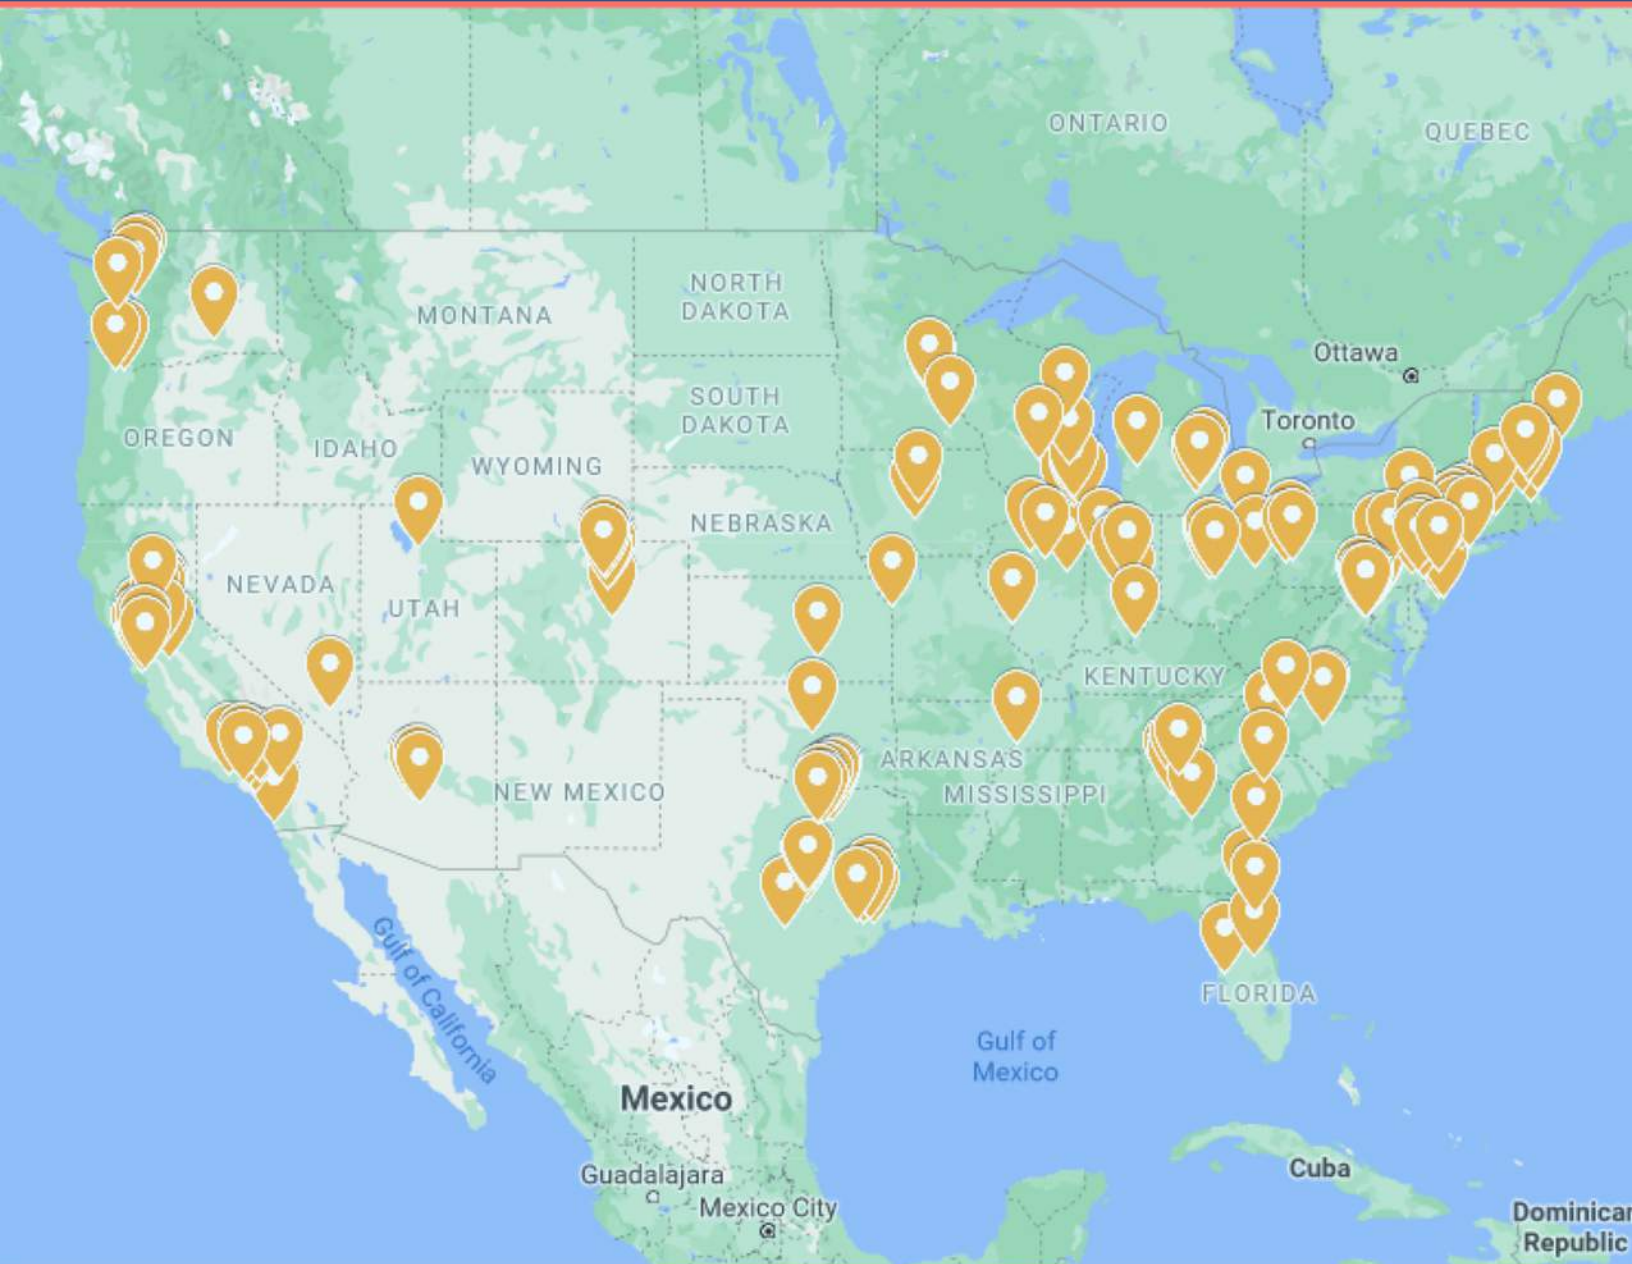 ONTARIO
QUEBEC
NORTH
DAKOTA
MONTANA
Ottawa
SOUTH
DAKOTA
Toronto
OREGON
IDAHO
WYOMING
NEBRASKA
NEVADA
UTAH
KENTUCKY
ARKANSAS
NEW MEXICO
MISSISSIPPI
Gulf of California
FLORIDA
Gulf of
Mexico
Mexico
Guadalajara
Cuba
Mexico City
Dominican
Republic